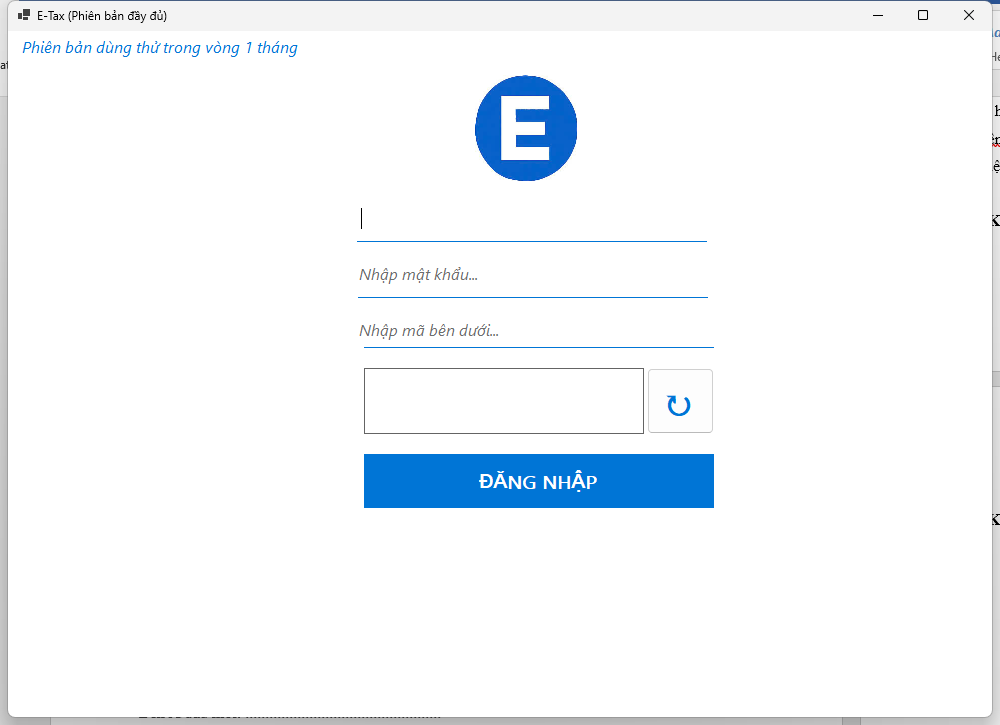 E-Tax (Phiên bản đầy đủ)
Phiên bản dùng thử trong vòng 1 tháng
E
Nhập mật khẩu...
Nhập mã bên dưới...
ĐĂNG NHẬP